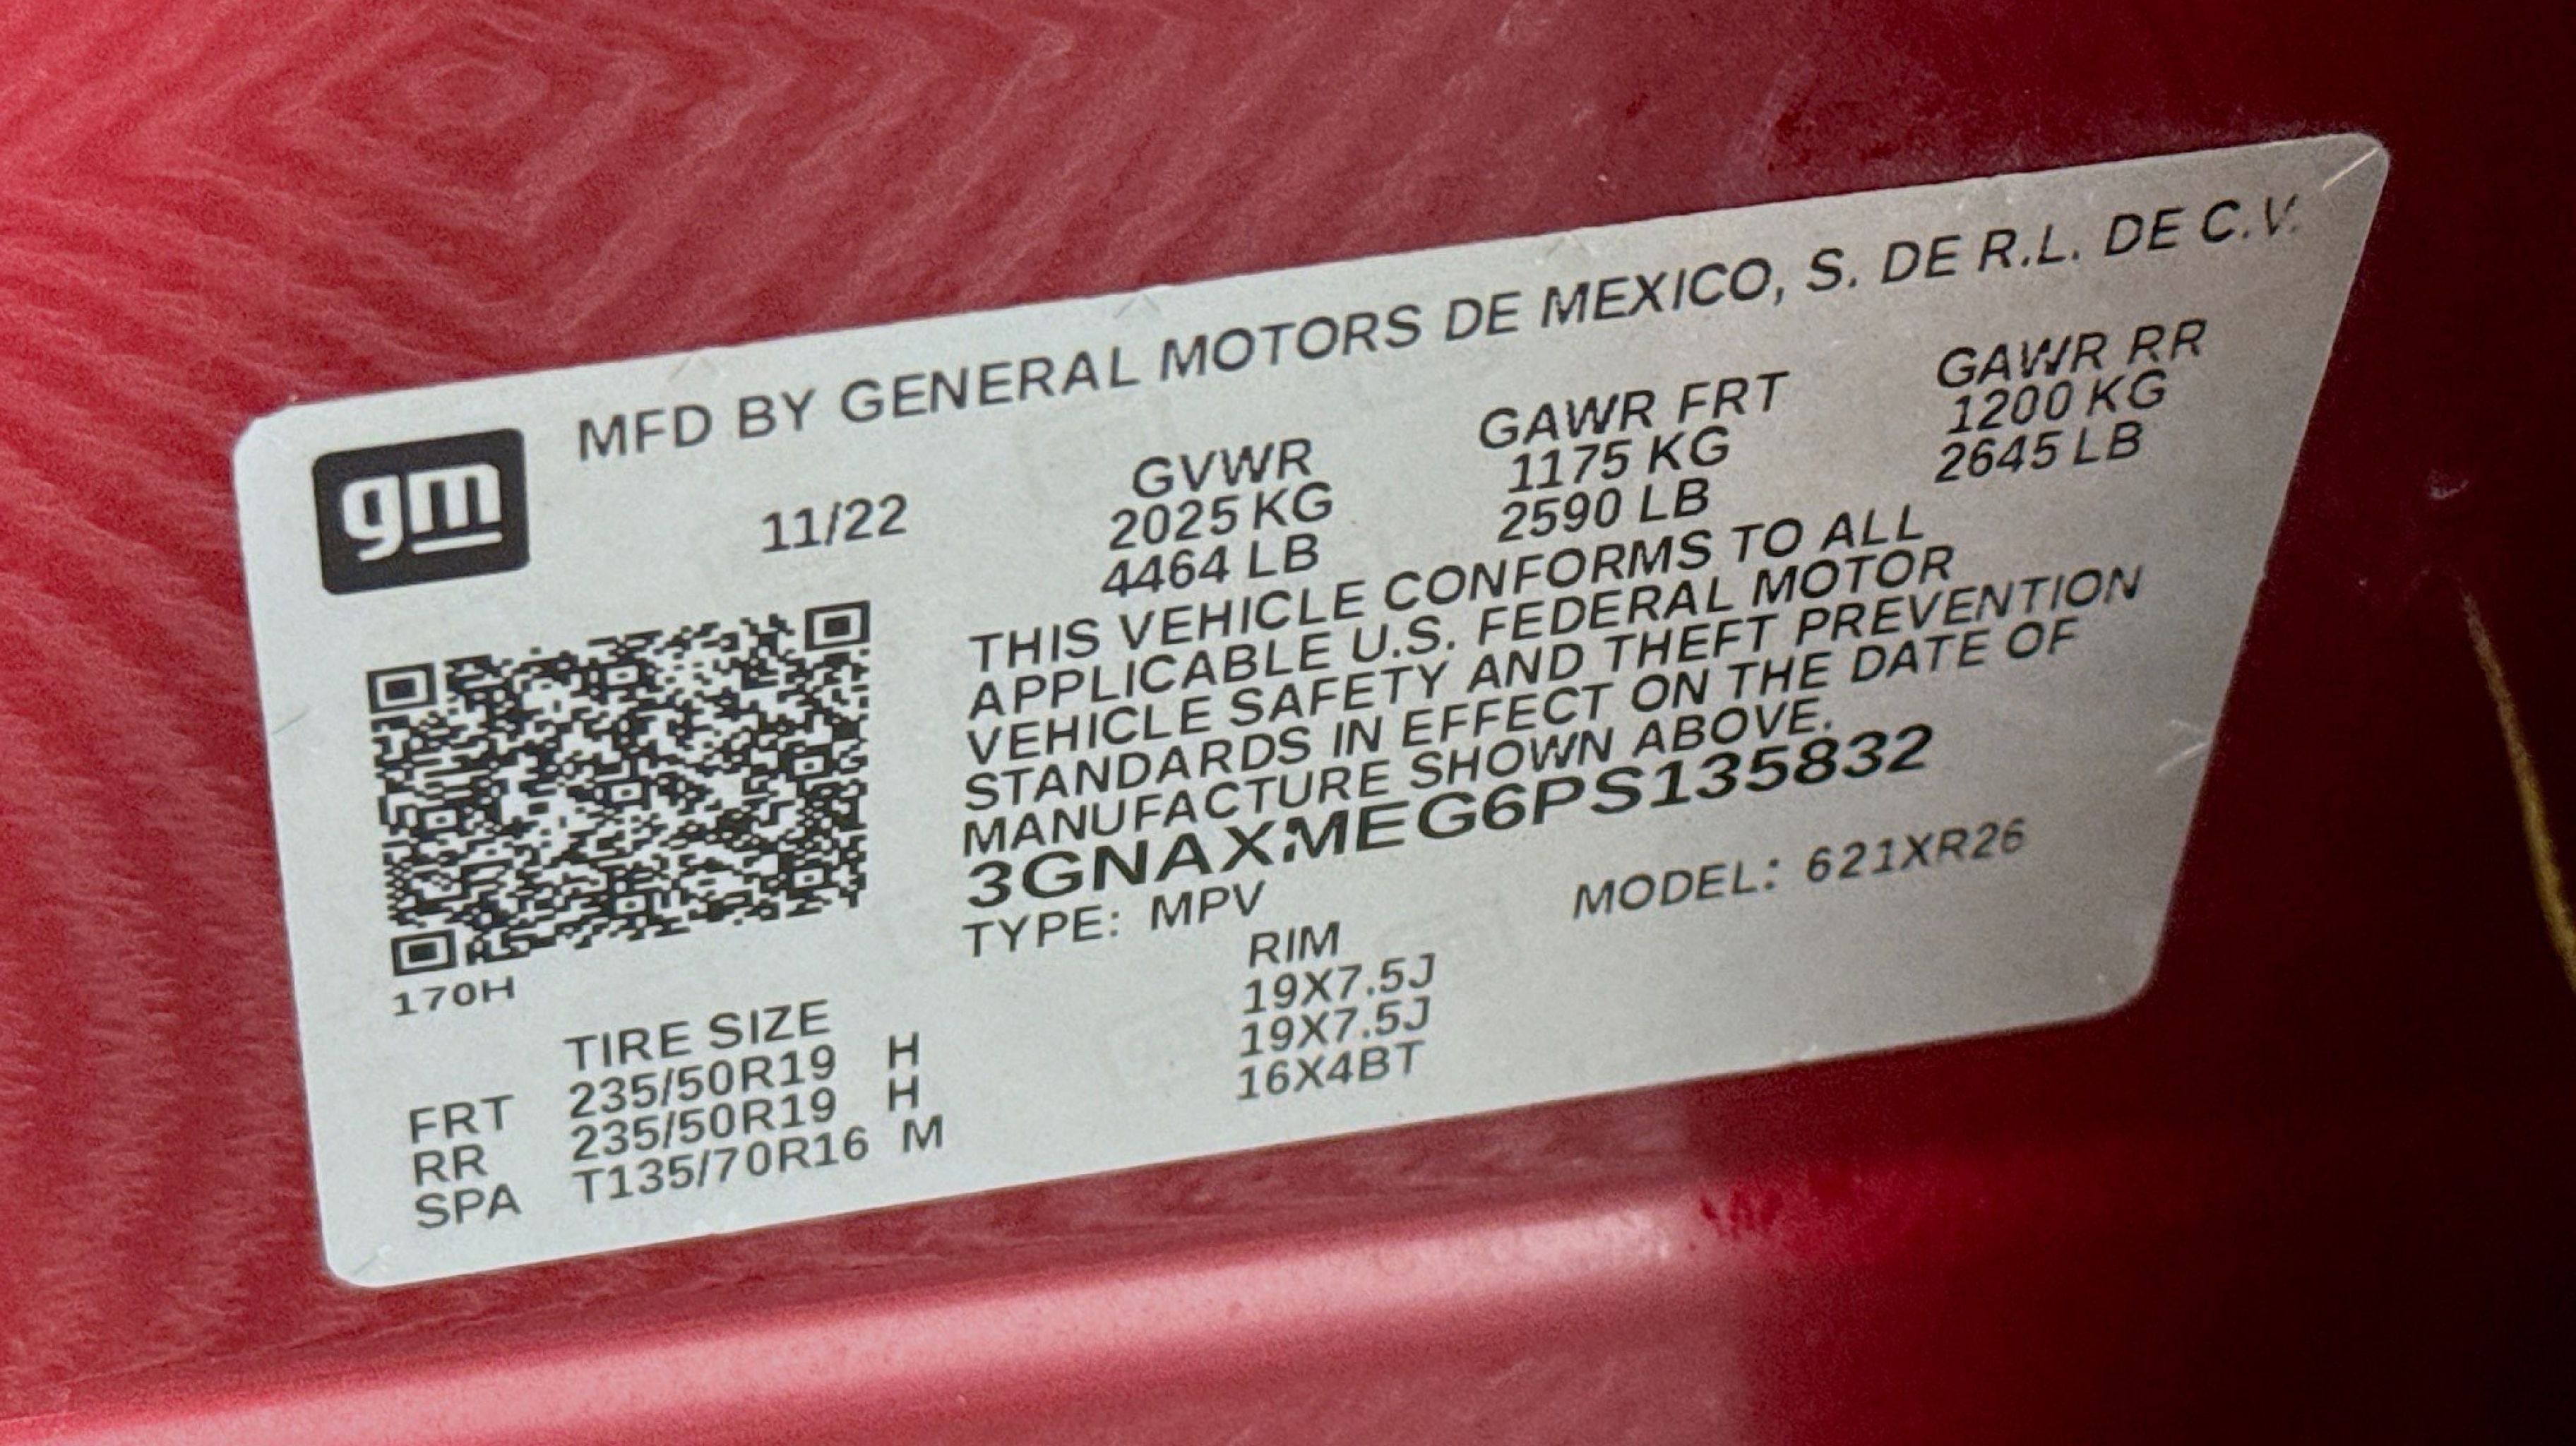 gm
MFD BY GENERAL MOTORS DE MEXICO, S. DE R.L. DE C.V.
11/22
GVWR GAWR FRT GAWR RR
2025 KG 1175 KG 1200 KG
4464 LB 2590 LB 2645 LB
THIS VEHICLE CONFORMS TO ALL
APPLICABLE U.S. FEDERAL MOTOR
VEHICLE SAFETY AND THEFT PREVENTION
STANDARDS IN EFFECT ON THE DATE OF
MANUFACTURE SHOWN ABOVE.
3GNAXMEG6PS135832
TYPE: MPV MODEL: 621XR26
170H
TIRE SIZE RIM
FRT 235/50R19 H 19X7.5J
RR 235/50R19 H 19X7.5J
SPA T135/70R16 M 16X4BT